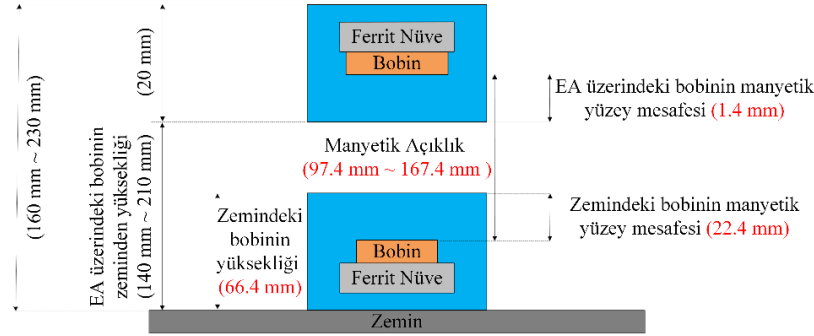 (160 mm ~ 230 mm)
(20 mm)
EA üzerindeki bobinin
zeminden yüksekliği
(140 mm ~ 210 mm)
Ferrit Nüve
Bobin
EA üzerindeki bobinin manyetik
yüzey mesafesi (1.4 mm)
Manyetik Açıklık
(97.4 mm ~ 167.4 mm )
Zemindeki
bobinin
yüksekliği
(66.4 mm)
Zemindeki bobinin manyetik
yüzey mesafesi (22.4 mm)
Bobin
Ferrit Nüve
Zemin